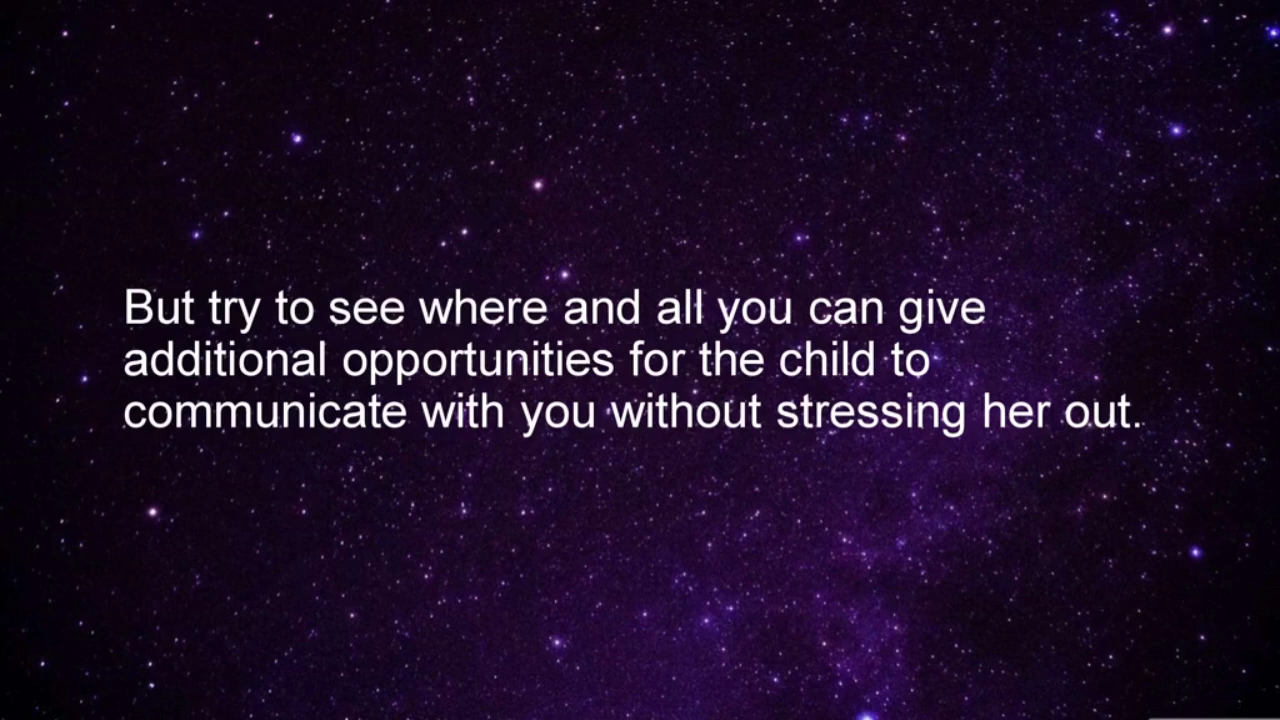 But try to see where and all you can give
additional opportunities for the child to
communicate with you without stressing her out.